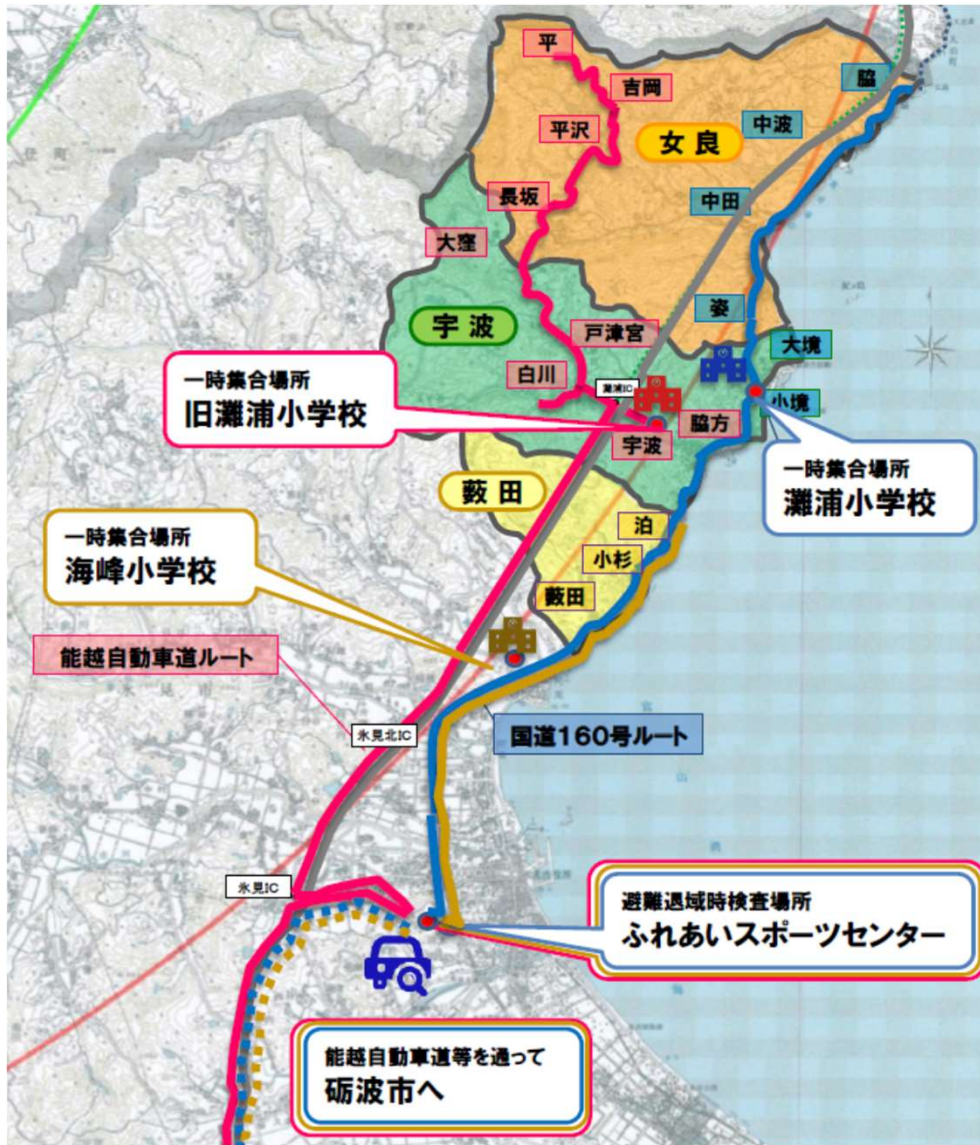 平
脇
吉岡
中波
平沢
女良
長坂
中田
大窪
姿
宇波
戸津宮
大境
一時集合場所
旧灘浦小学校
白川
灘浦IC
小境
脇方
宇波
一時集合場所
灘浦小学校
藪田
泊
一時集合場所
海峰小学校
小杉
藪田
能越自動車道ルート
国道160号ルート
氷見北IC
氷見IC
避難退域時検査場所
ふれあいスポーツセンター
能越自動車道等を通って
砺波市へ